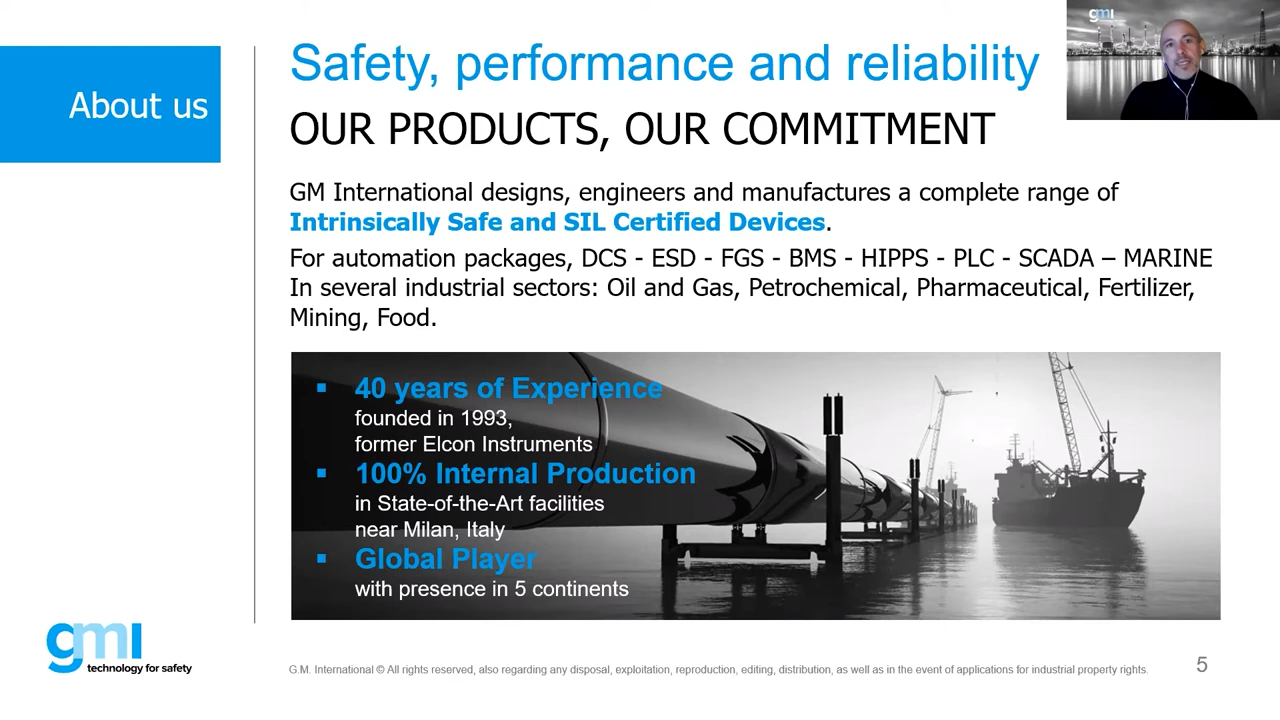 About us
Safety, performance and reliability
OUR PRODUCTS, OUR COMMITMENT
GM International designs, engineers and manufactures a complete range of
Intrinsically Safe and SIL Certified Devices.
For automation packages, DCS - ESD - FGS - BMS - HIPPS - PLC - SCADA – MARINE
In several industrial sectors: Oil and Gas, Petrochemical, Pharmaceutical, Fertilizer,
Mining, Food.
▪ 40 years of Experience
founded in 1993,
former Elcon Instruments
▪ 100% Internal Production
in State-of-the-Art facilities
near Milan, Italy
▪ Global Player
with presence in 5 continents
gmi
technology for safety
G.M. International © All rights reserved, also regarding any disposal, exploitation, reproduction, editing, distribution, as well as in the event of applications for industrial property rights.
5
gmi